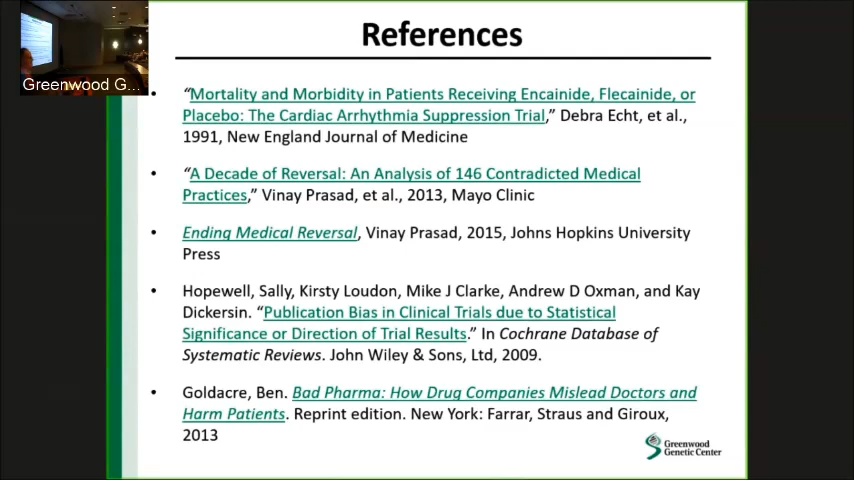 References
Greenwood G...
“Mortality and Morbidity in Patients Receiving Encainide, Flecainide, or
Placebo: The Cardiac Arrhythmia Suppression Trial,” Debra Echt, et al.,
1991, New England Journal of Medicine
“A Decade of Reversal: An Analysis of 146 Contradicted Medical
Practices,” Vinay Prasad, et al., 2013, Mayo Clinic
Ending Medical Reversal, Vinay Prasad, 2015, Johns Hopkins University
Press
Hopewell, Sally, Kirsty Loudon, Mike J Clarke, Andrew D Oxman, and Kay
Dickersin. “Publication Bias in Clinical Trials due to Statistical
Significance or Direction of Trial Results.” In Cochrane Database of
Systematic Reviews. John Wiley & Sons, Ltd, 2009.
Goldacre, Ben. Bad Pharma: How Drug Companies Mislead Doctors and
Harm Patients. Reprint edition. New York: Farrar, Straus and Giroux,
2013
Greenwood
Genetic Center